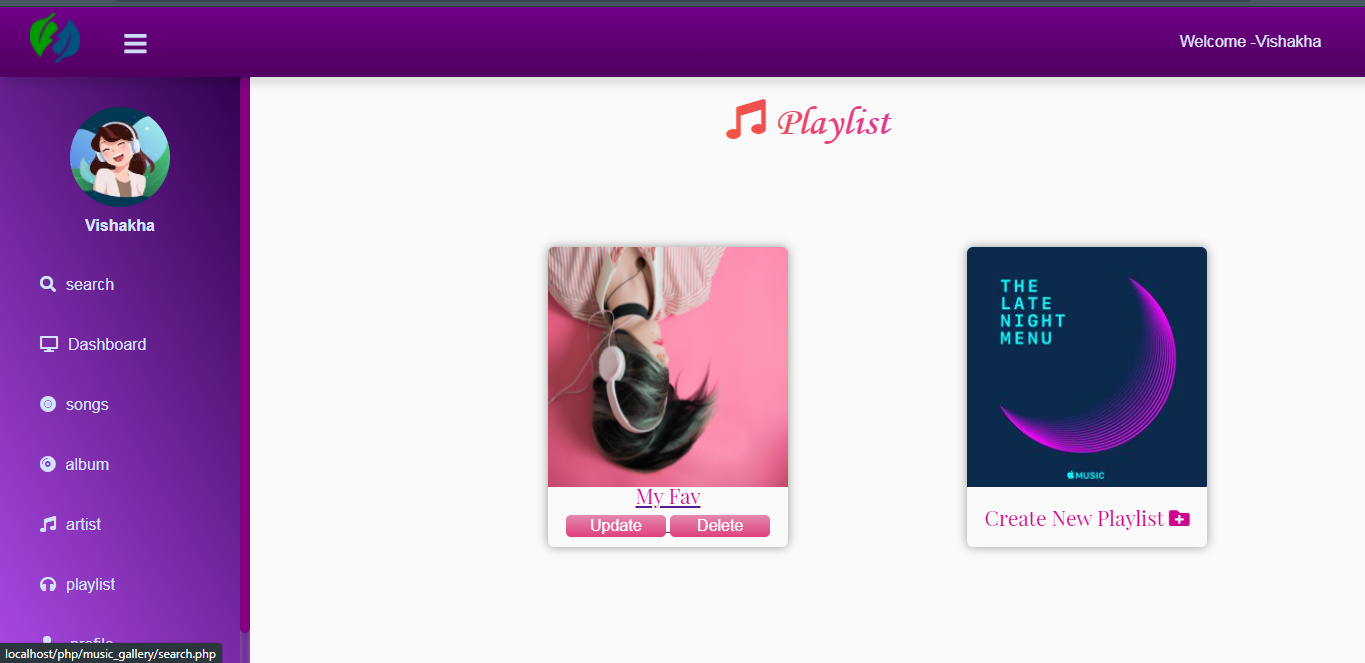 Welcome -Vishakha
Vishakha
search
Dashboard
songs
album
artist
playlist
profile
localhost/php/music_gallery/search.php
Playlist
My Fav
Update
Delete
THE
LATE
NIGHT
MENU
MUSIC
Create New Playlist